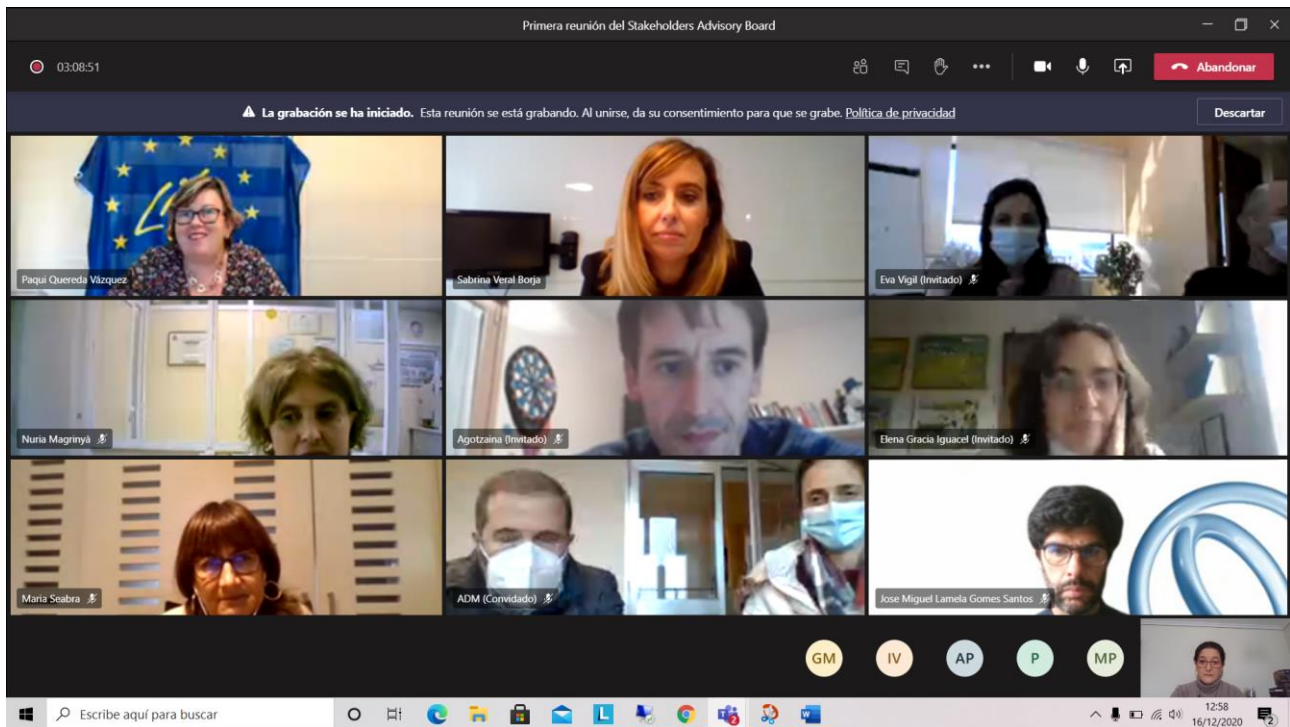 Primera reunión del Stakeholders Advisory Board
03:08:51
Abandonar
La grabación se ha iniciado. Esta reunión se está grabando. Al unirse, da su consentimiento para que se grabe. Política de privacidad
Descartar
Life
Paqui Quereda Vázquez
Sabrina Veral Borja
Eva Vigil (Invitado)
Nuria Magrinyà
Agotzaina (Invitado)
Elena Gracia Iguacel (Invitado)
Maria Seabra
ADM (Convidado)
Jose Miguel Lamela Gomes Santos
GM
IV
AP
P
MP
Escribe aquí para buscar
L
2
12:58
16/12/2020
2